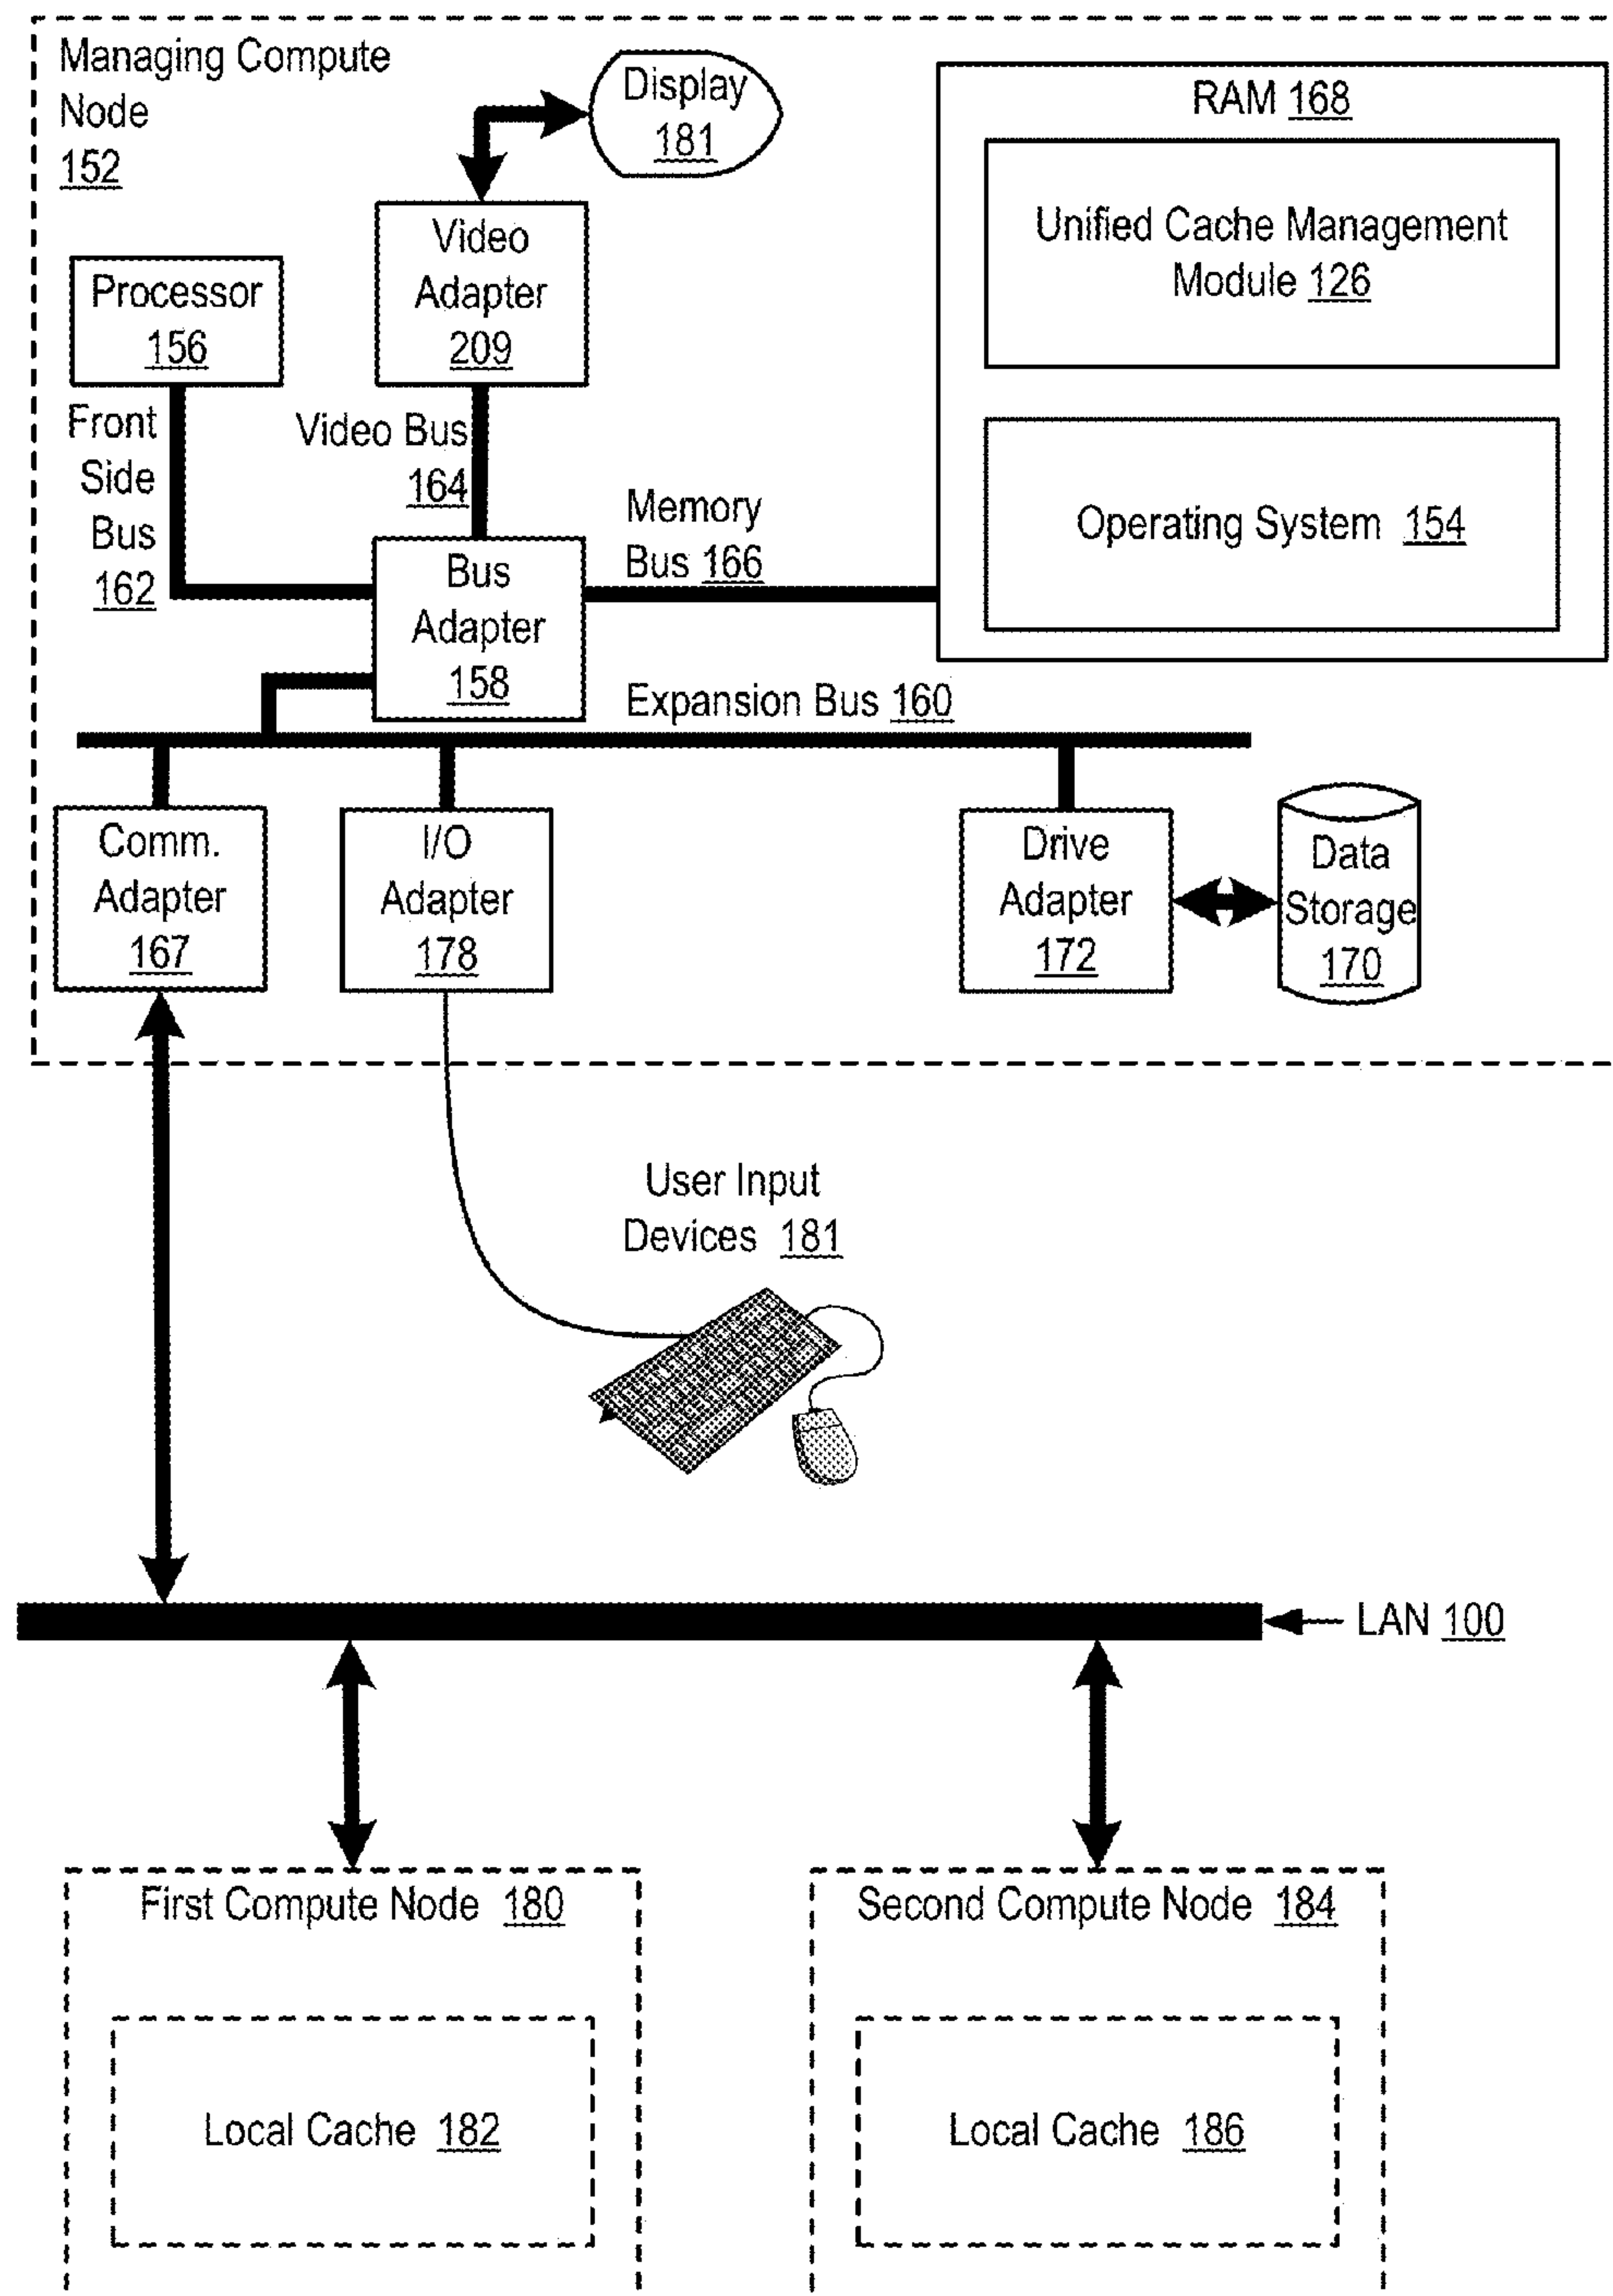 Managing Compute
Node
152
Display
181
RAM 168
Unified Cache Management
Module 126
Video
Adapter
209
Processor
156
Front
Side
Bus
162
Video Bus
164
Memory
Bus 166
Operating System 154
Bus
Adapter
158
Expansion Bus 160
Comm.
Adapter
167
I/O
Adapter
178
Drive
Adapter
172
Data
Storage
170
User Input
Devices 181
LAN 100
First Compute Node 180
Second Compute Node 184
Local Cache 182
Local Cache 186